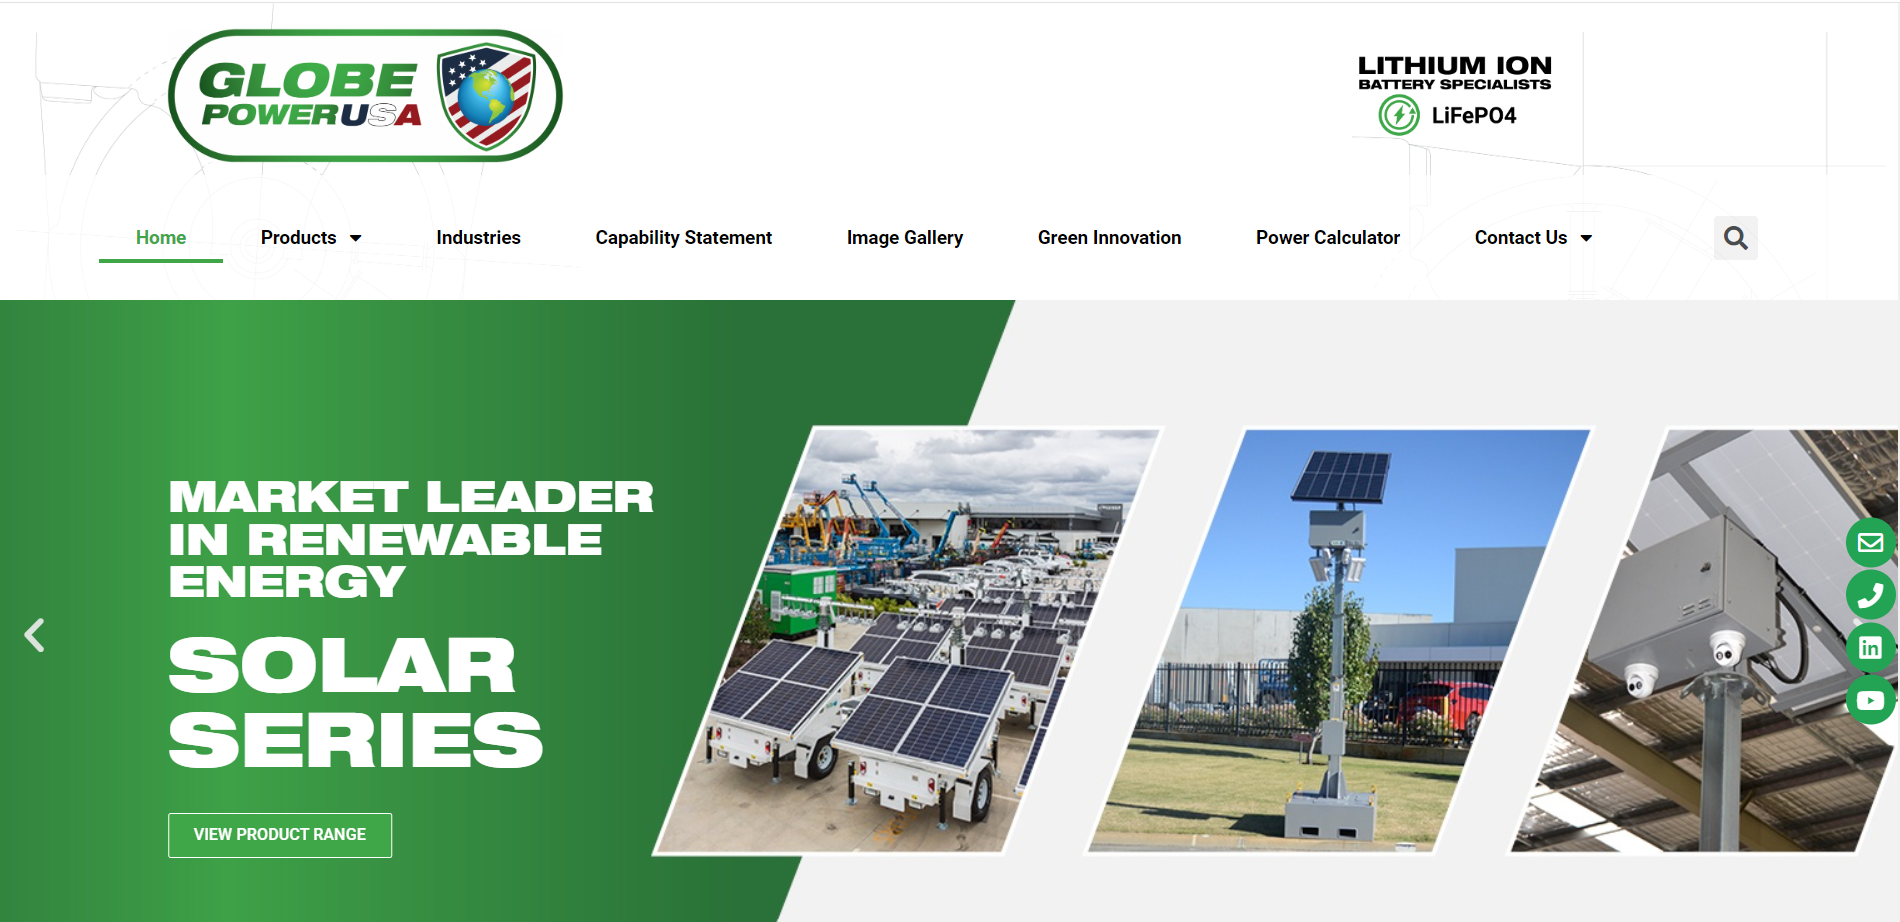 GLOBE
POWERUSA
LITHIUM ION
BATTERY SPECIALISTS
LiFePO4
Home
Products
Industries
Capability Statement
Image Gallery
Green Innovation
Power Calculator
Contact Us
MARKET LEADER
IN RENEWABLE
ENERGY
SOLAR
SERIES
VIEW PRODUCT RANGE
in